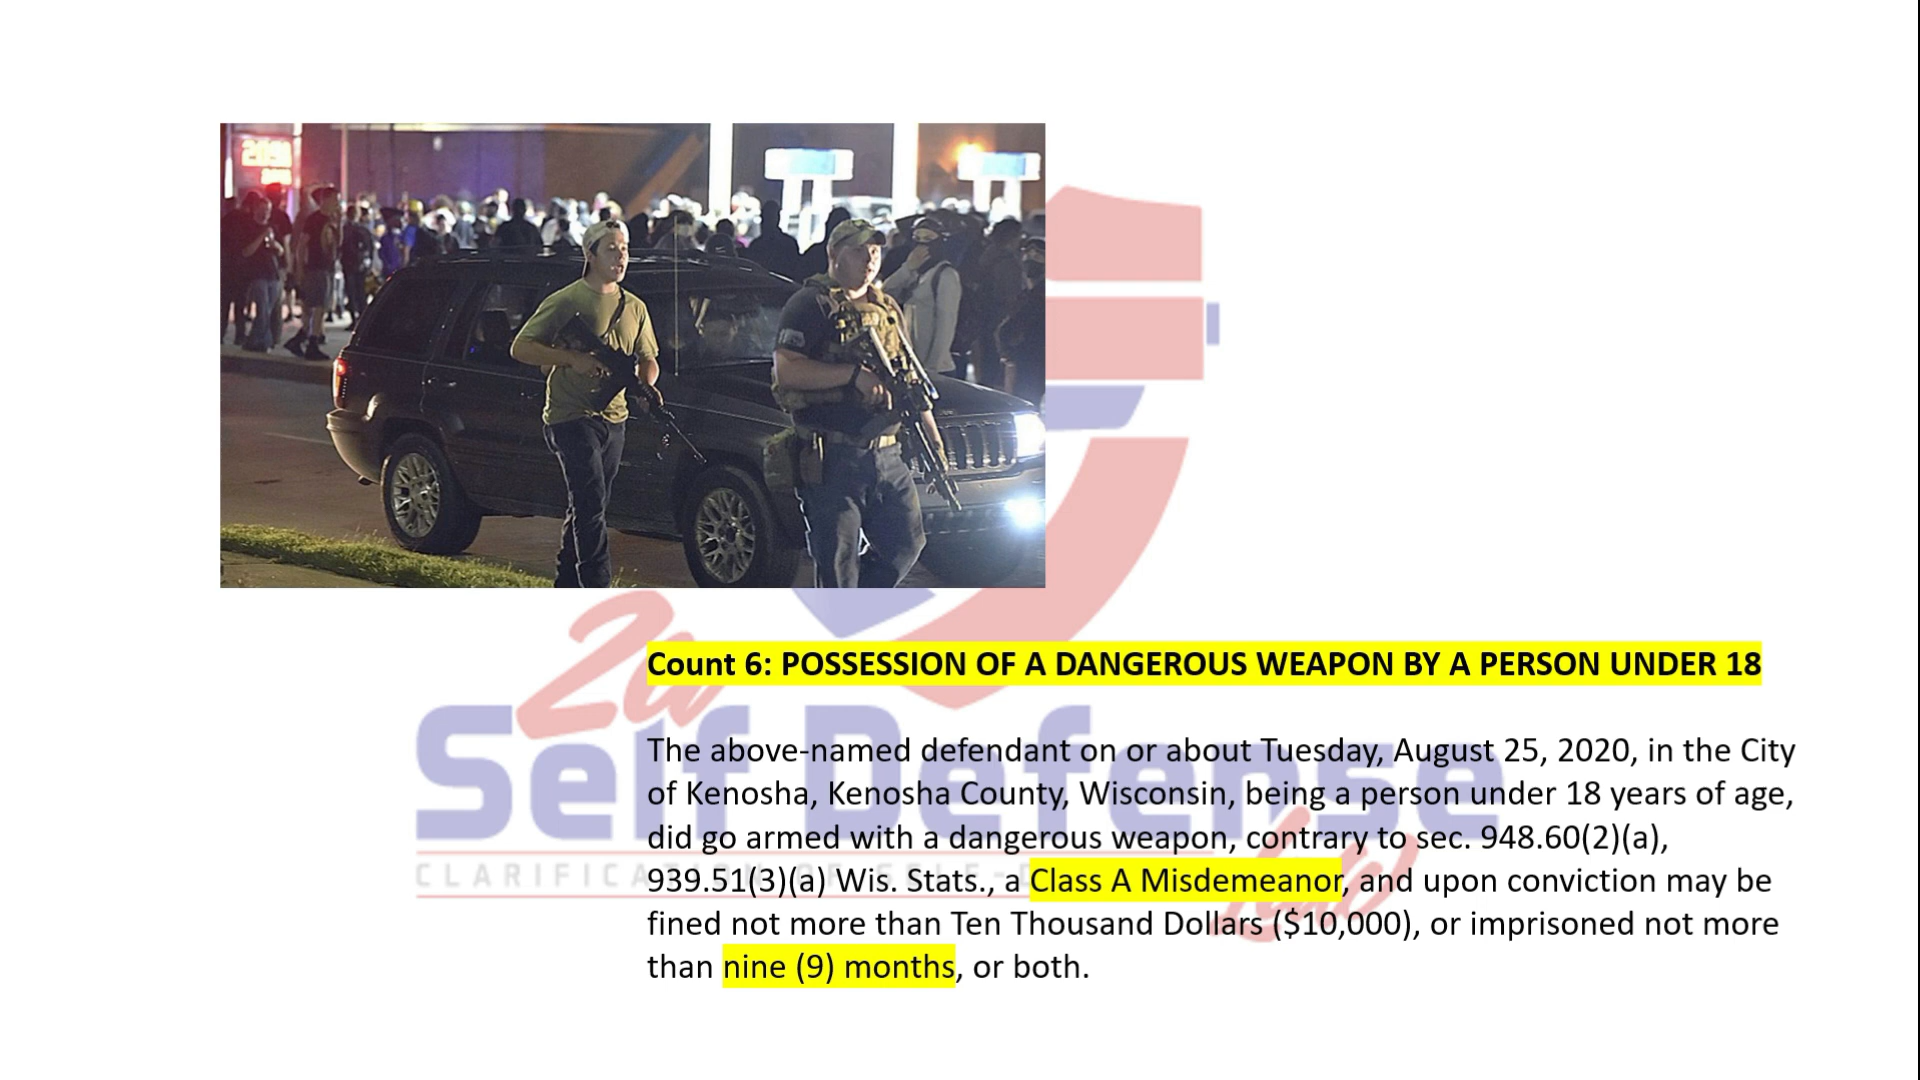 Count 6: POSSESSION OF A DANGEROUS WEAPON BY A PERSON UNDER 18
The above-named defendant on or about Tuesday, August 25, 2020, in the City
of Kenosha, Kenosha County, Wisconsin, being a person under 18 years of age,
did go armed with a dangerous weapon, contrary to sec. 948.60(2)(a),
939.51(3)(a) Wis. Stats., a Class A Misdemeanor, and upon conviction may be
fined not more than Ten Thousand Dollars ($10,000), or imprisoned not more
than nine (9) months, or both.
Self Defense